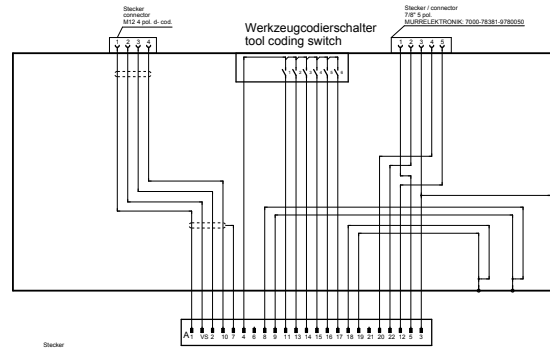 Stecker
connector
M12 4 pol. d- cod.
Werkzeugcodierschalter
tool coding switch
Stecker / connector
7/8" 5 pol.
MURRELEKTRONIK: 7000-78381-9780050
1 2 3 4
1 2 3 4 5
1 2 3 4 5 6
A 1 VS 2 10 7 4 6 8 9 11 13 14 15 16 17 18 19 21 20 22 12 5 3
Stecker